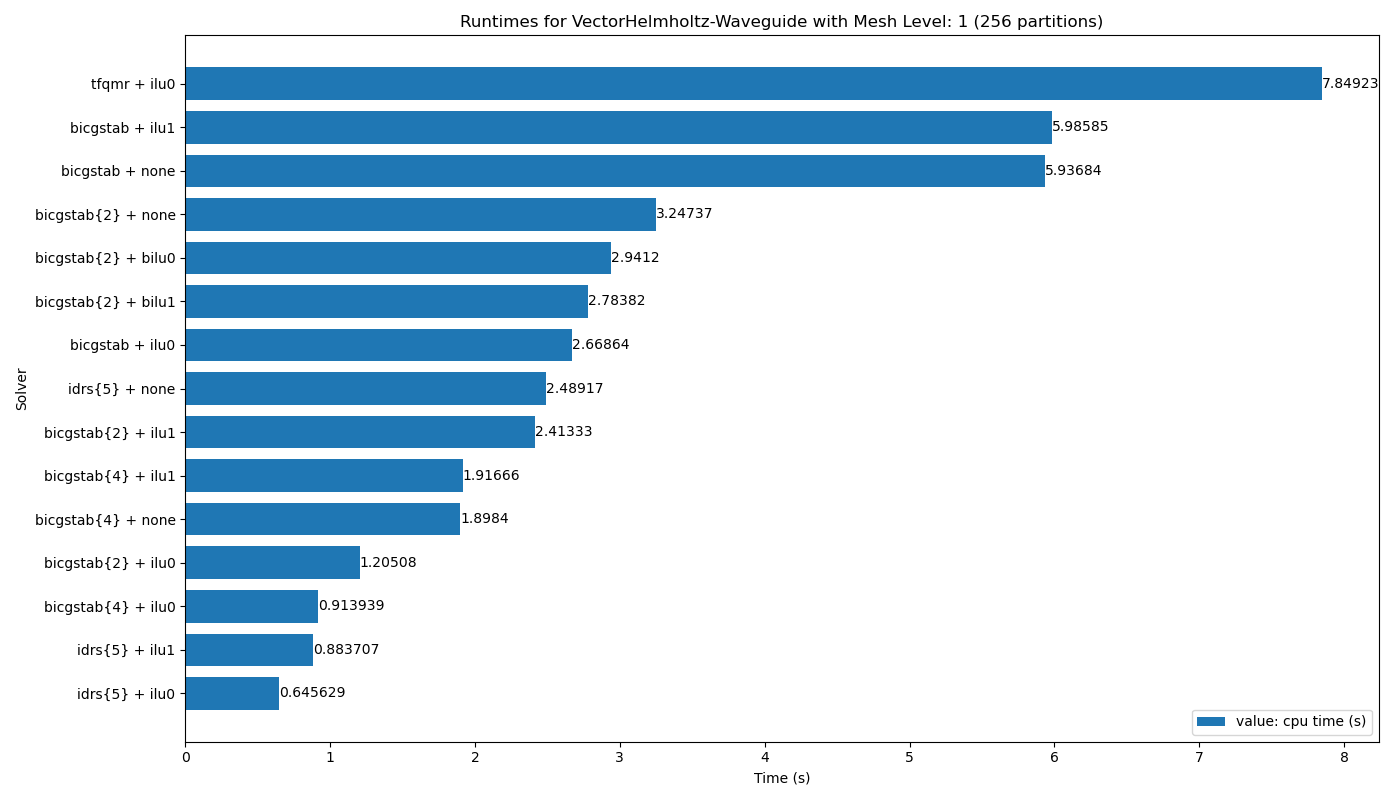 Runtimes for VectorHelmholtz-Waveguide with Mesh Level: 1 (256 partitions)
tfqmr + ilu0 7.84923
bicgstab + ilu1 5.98585
bicgstab + none 5.93684
bicgstab{2} + none 3.24737
bicgstab{2} + bilu0 2.9412
bicgstab{2} + bilu1 2.78382
bicgstab + ilu0 2.66864
idrs{5} + none 2.48917
bicgstab{2} + ilu1 2.41333
bicgstab{4} + ilu1 1.91666
bicgstab{4} + none 1.8984
bicgstab{2} + ilu0 1.20508
bicgstab{4} + ilu0 0.913939
idrs{5} + ilu1 0.883707
idrs{5} + ilu0 0.645629
Solver
value: cpu time (s)
0 1 2 3 4 5 6 7 8
Time (s)